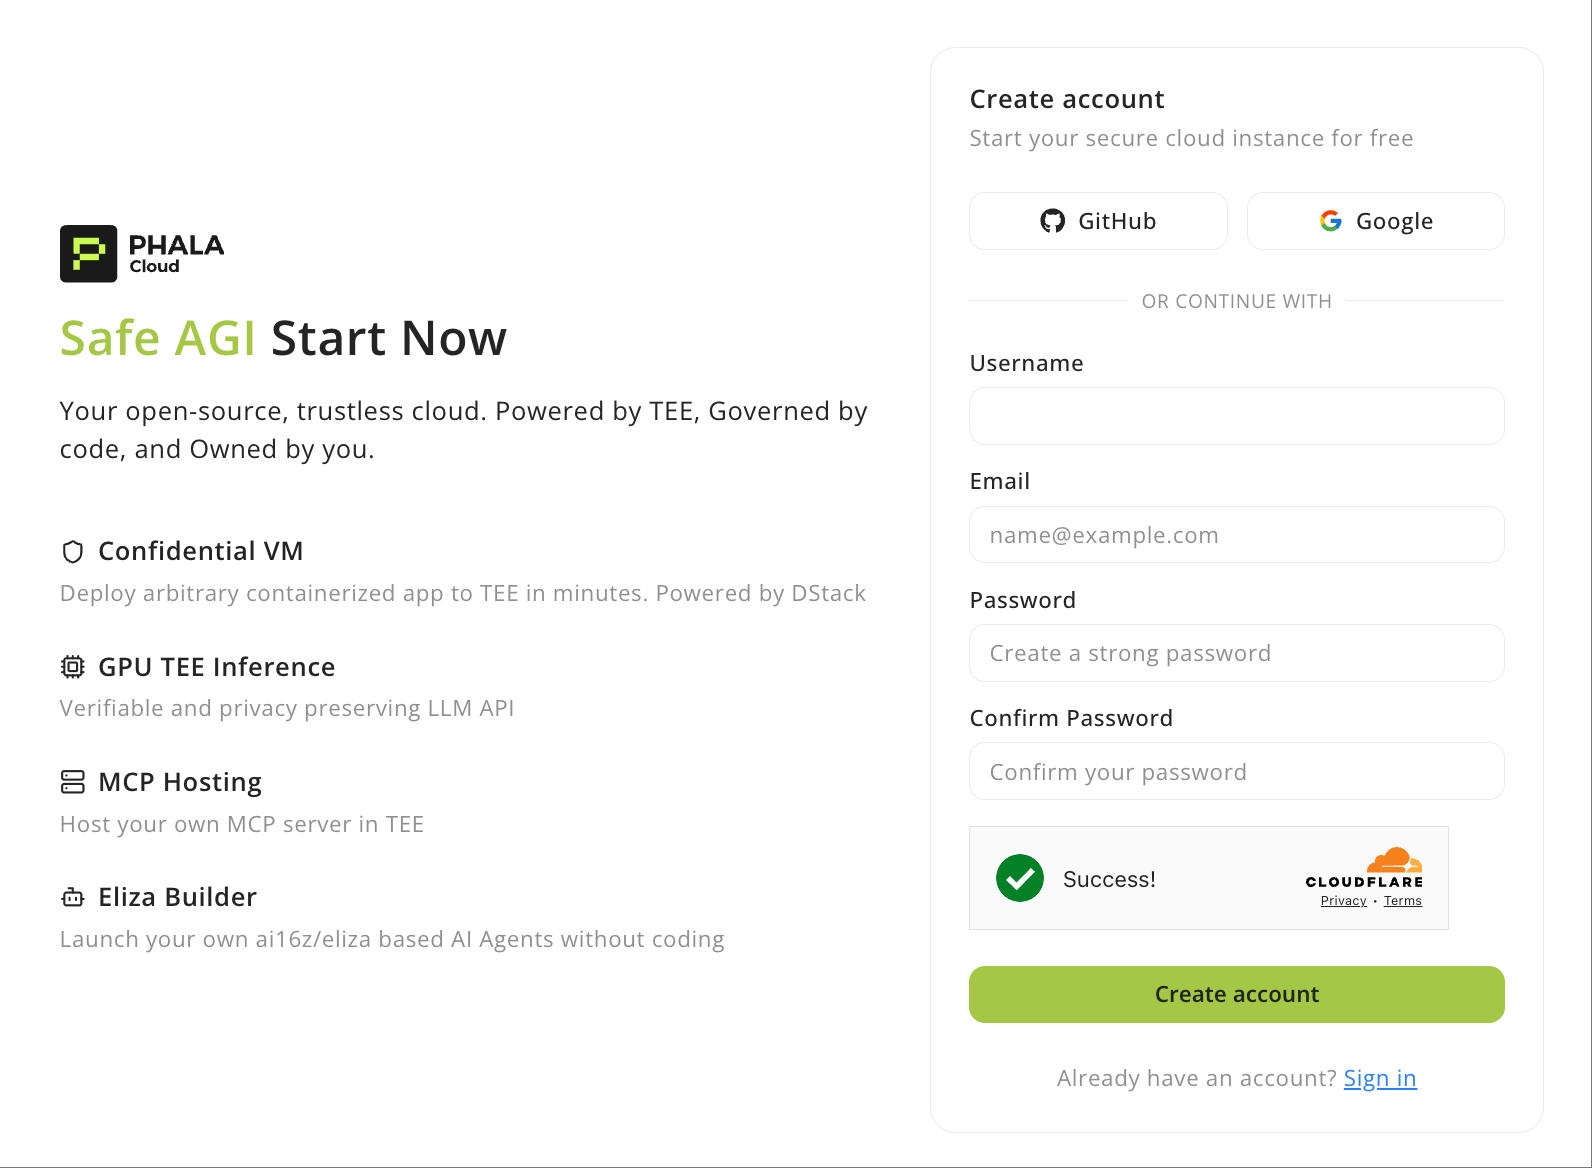 PHALA
Cloud
Safe AGI Start Now
Your open-source, trustless cloud. Powered by TEE, Governed by
code, and Owned by you.
Confidential VM
Deploy arbitrary containerized app to TEE in minutes. Powered by DStack
GPU TEE Inference
Verifiable and privacy preserving LLM API
MCP Hosting
Host your own MCP server in TEE
Eliza Builder
Launch your own ai16z/eliza based AI Agents without coding
Create account
Start your secure cloud instance for free
GitHub
Google
OR CONTINUE WITH
Username
Email
name@example.com
Password
Create a strong password
Confirm Password
Confirm your password
Success!
CLOUDFLARE
Privacy • Terms
Create account
Already have an account? Sign in